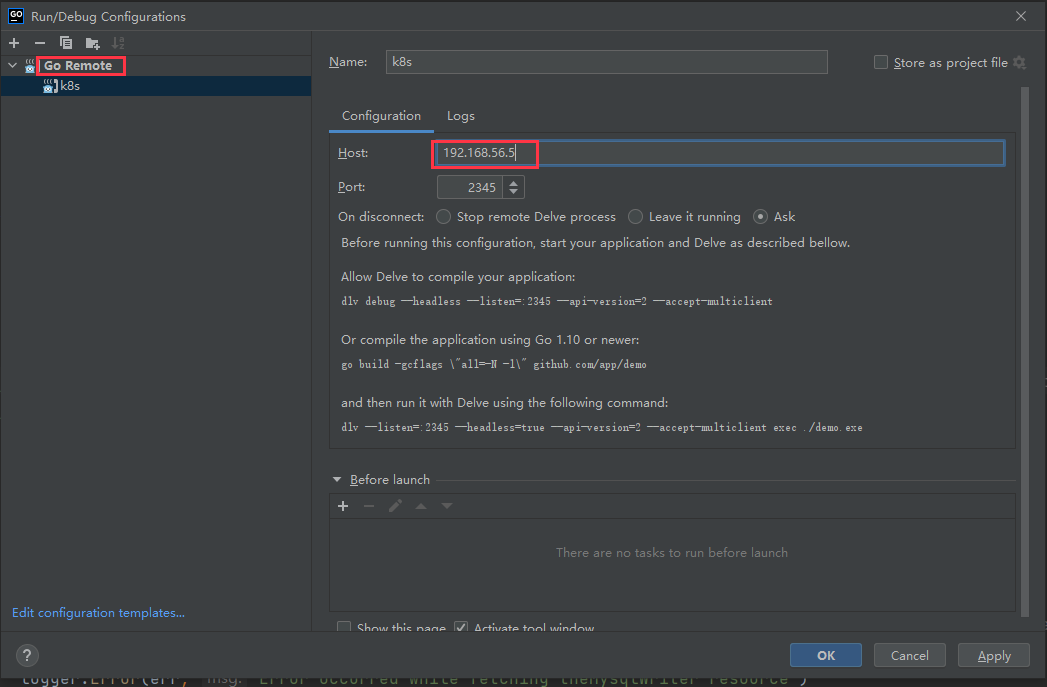 GO Run/Debug Configurations
Go Remote
k8s
Name: k8s
Store as project file
Configuration Logs
Host: 192.168.56.5
Port: 2345
On disconnect: Stop remote Delve process Leave it running Ask
Before running this configuration, start your application and Delve as described bellow.
Allow Delve to compile your application:
dlv debug --headless --listen=:2345 --api-version=2 --accept-multiclient
Or compile the application using Go 1.10 or newer:
go build -gcflags \"all=-N -l\" github.com/app/demo
and then run it with Delve using the following command:
dlv --listen=:2345 --headless=true --api-version=2 --accept-multiclient exec ./demo.exe
Before launch
There are no tasks to run before launch
Edit configuration templates...
Show this page Activate tool window
? OK Cancel Apply
logger.Error(err, msg: "Error occurred while fetching the